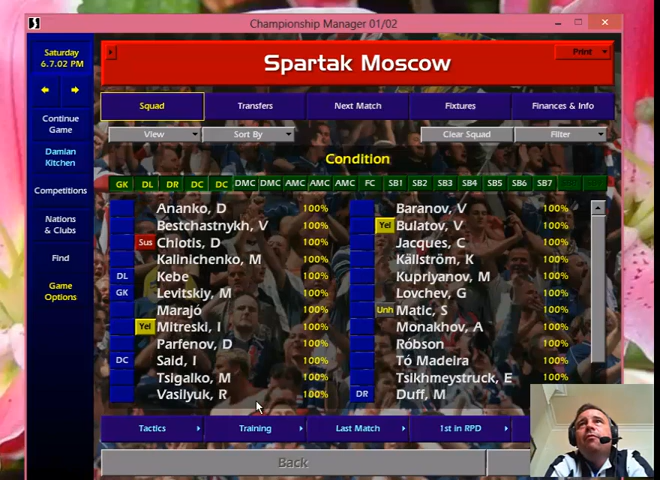 Championship Manager 01/02
Saturday
6.7.02 PM
Spartak Moscow
Print
Squad
Transfers
Next Match
Fixtures
Finances & Info
View
Sort By
Clear Squad
Filter
Continue
Game
Damian
Kitchen
Competitions
Nations
& Clubs
Find
Game
Options
Condition
GK DL DR DC DC DMC DMC AMC AMC AMC FC SB1 SB2 SB3 SB4 SB5 SB6 SB7
Ananko, D 100%
Bestchastnykh, V 100%
Sus Chiotis, D 100%
Kalinichenko, M 100%
DL Kebe 100%
GK Levitskiy, M 100%
Marajó 100%
Yel Mitreski, I 100%
Parfenov, D 100%
DC Said, I 100%
Tsigalko, M 100%
Vasilyuk, R 100%
Baranov, V 100%
Yel Bulatov, V 100%
Jacques, C 100%
Källström, K 100%
Kupriyanov, M 100%
Lovchev, G 100%
Unh Matic, S 100%
Monakhov, A 100%
Róbson 100%
Tó Madeira 100%
Tsikhmeystruck, E 100%
DR Duff, M
Tactics
Training
Last Match
1st in RPD
Back